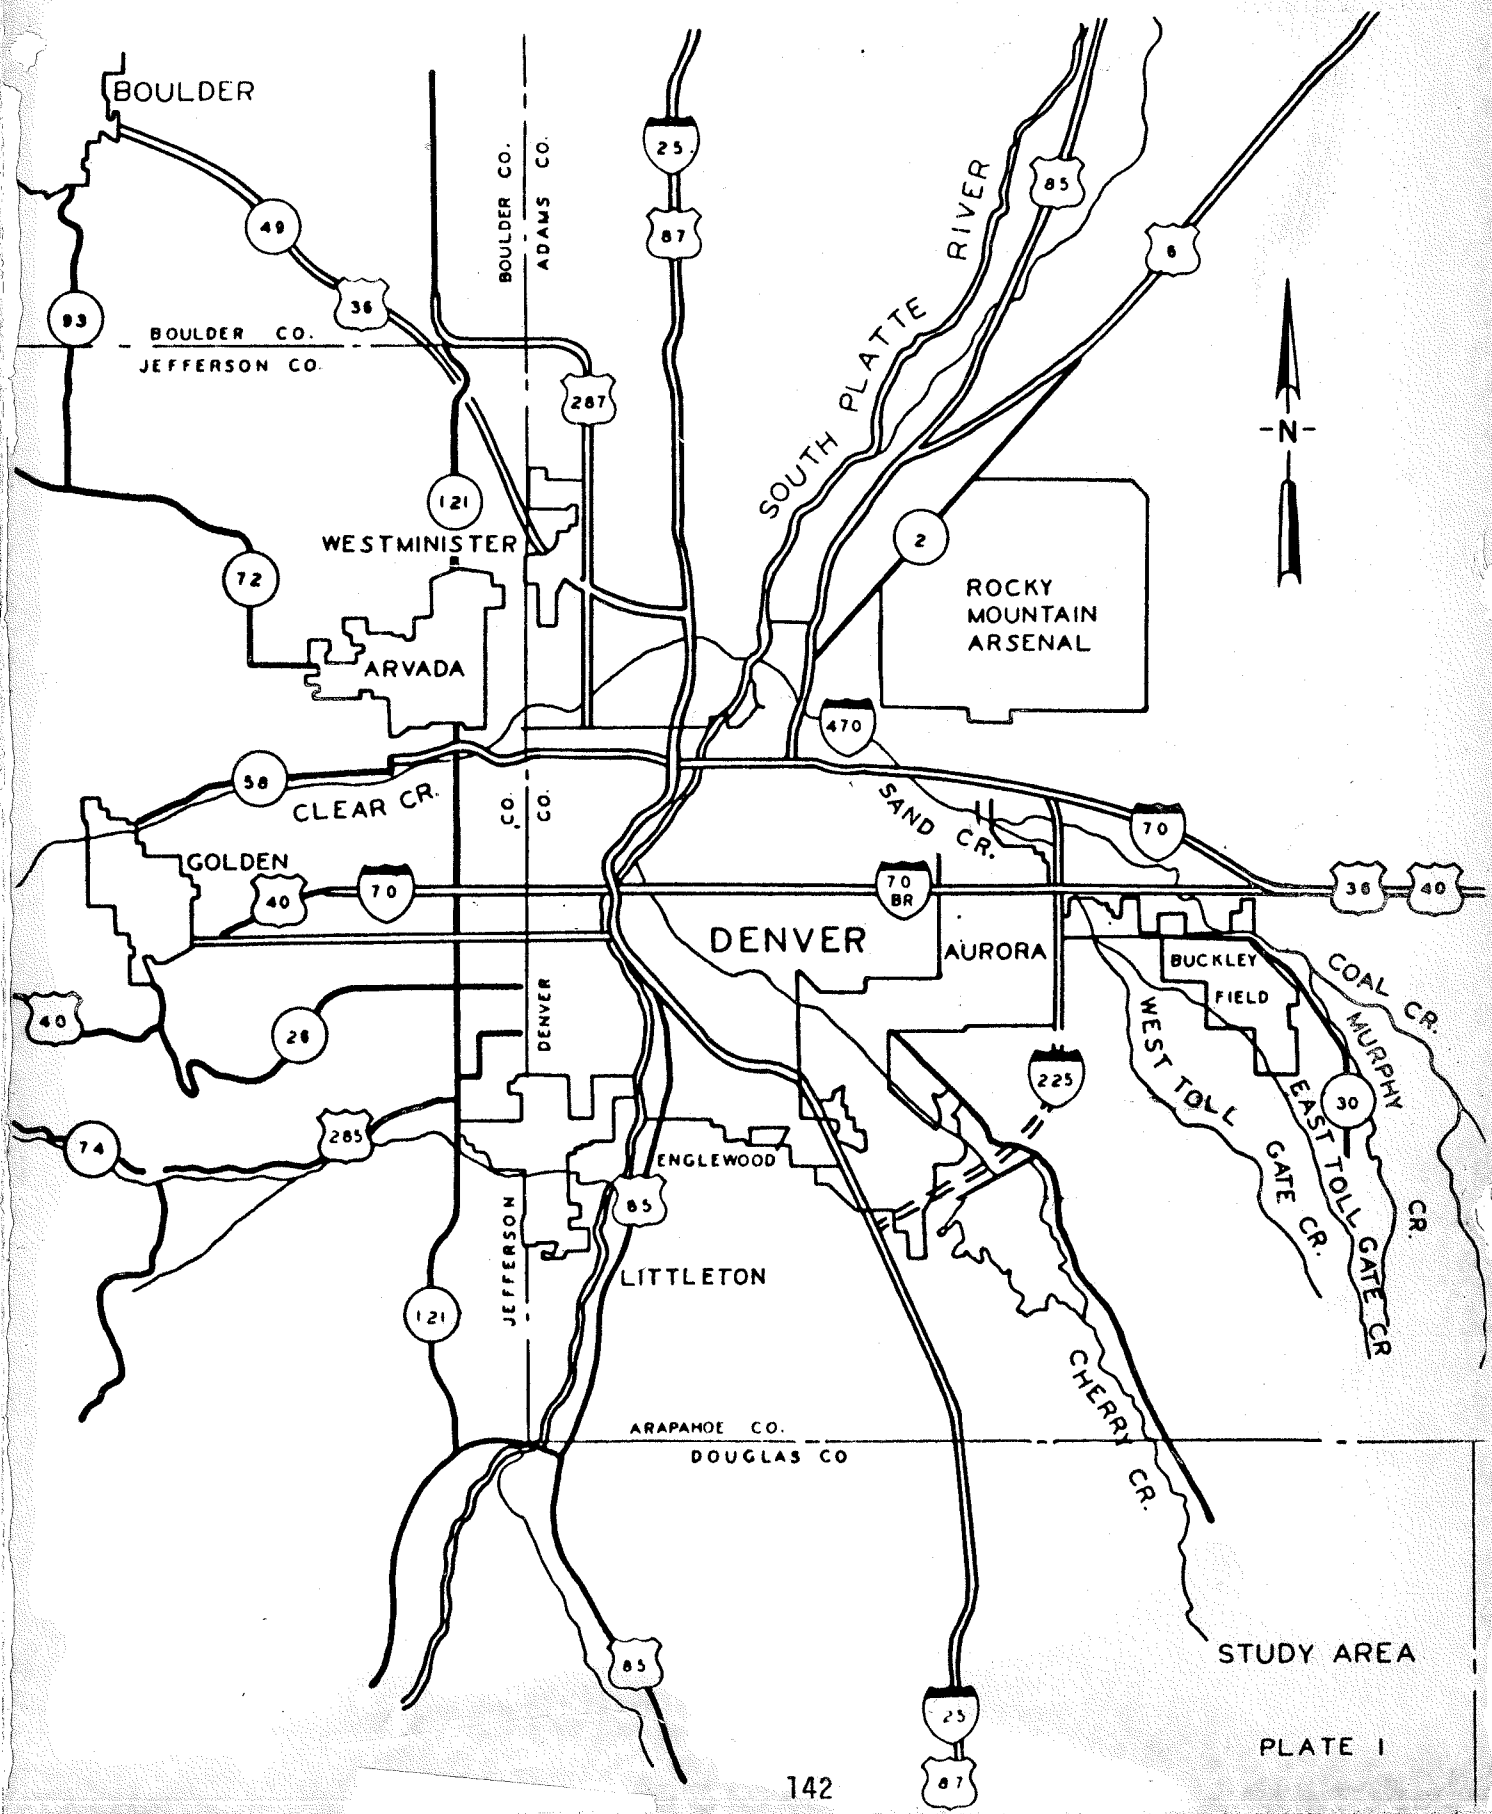 BOULDER
25
BOULDER CO.
ADAMS CO.
RIVER
85
49
87
6
36
93
BOULDER CO.
JEFFERSON CO.
SOUTH PLATTE
287
N
121
WESTMINISTER
2
72
ROCKY
MOUNTAIN
ARSENAL
ARVADA
470
58
CLEAR CR.
CO.
CO.
SAND CR.
70
GOLDEN
40
70
70
BR
36
40
DENVER
AURORA
BUCKLEY
FIELD
COAL CR.
40
26
DENVER
WEST TOLL GATE CR.
MURPHY CR.
225
EAST TOLL GATE CR
30
74
285
ENGLEWOOD
85
JEFFERSON
LITTLETON
121
CHERRY CR.
ARAPAHOE CO.
DOUGLAS CO
85
STUDY AREA
25
PLATE 1
87
142